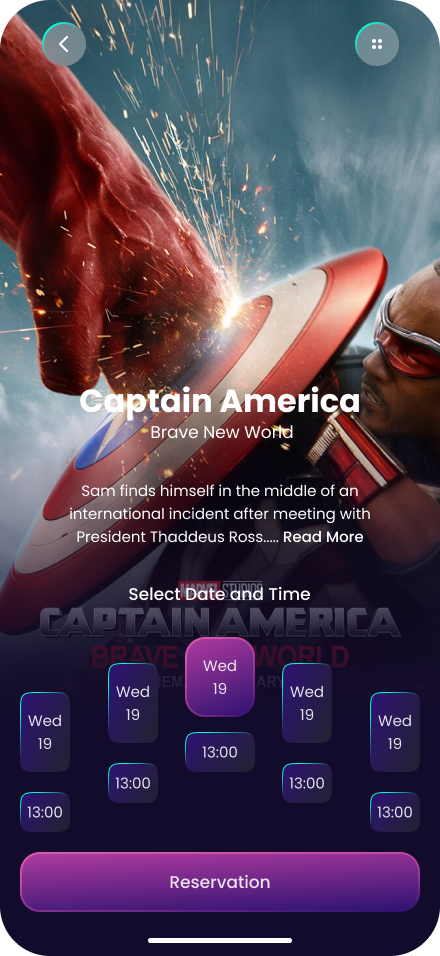 Captain America
Brave New World
Sam finds himself in the middle of an
international incident after meeting with
President Thaddeus Ross..... Read More
MARVEL STUDIOS
Select Date and Time
CAPTAIN AMERICA
BRAVE WORLD
Wed
19
Wed
19
Wed
19
Wed
19
Wed
19
13:00
13:00
13:00
13:00
13:00
Reservation